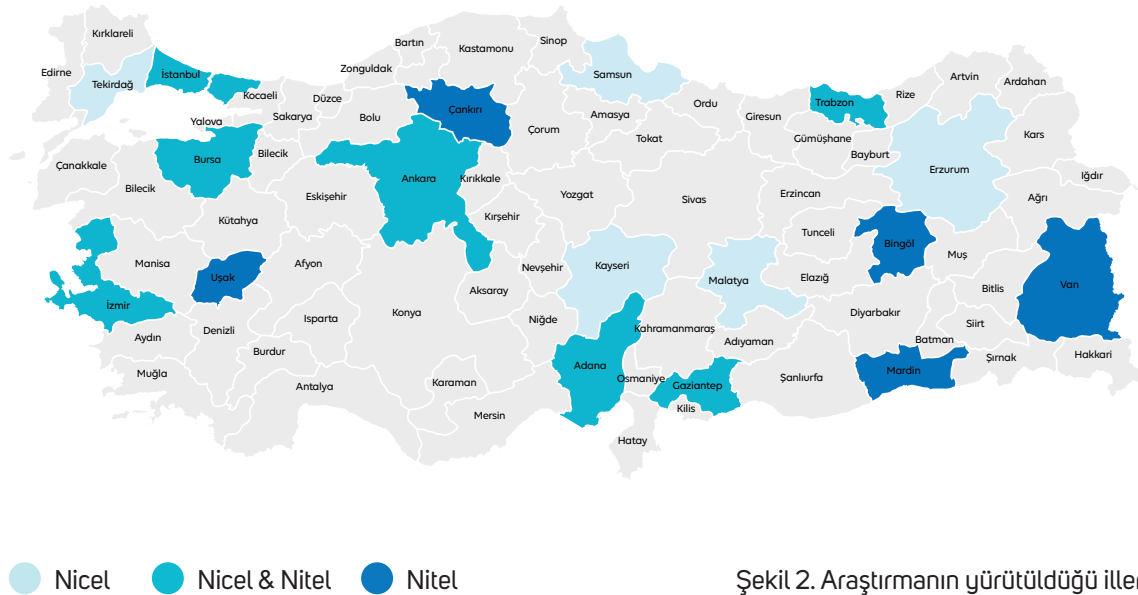 Kırklareli
Edirne
Tekirdağ
İstanbul
Kocaeli
Yalova
Sakarya
Düzce
Zonguldak
Bartın
Kastamonu
Sinop
Samsun
Çankırı
Bolu
Çorum
Amasya
Tokat
Ordu
Giresun
Trabzon
Rize
Artvin
Ardahan
Kars
Gümüşhane
Bayburt
Erzurum
Iğdır
Ağrı
Çanakkale
Bilecik
Bursa
Bilecik
Eskişehir
Ankara
Kırıkkale
Kırşehir
Yozgat
Sivas
Erzincan
Tunceli
Bingöl
Muş
Kütahya
Manisa
Uşak
Afyon
İzmir
Aydın
Denizli
Isparta
Burdur
Muğla
Antalya
Konya
Aksaray
Nevşehir
Niğde
Kayseri
Malatya
Elazığ
Diyarbakır
Bitlis
Van
Siirt
Batman
Şırnak
Hakkari
Mardin
Karaman
Mersin
Adana
Kahramanmaraş
Adıyaman
Osmaniye
Gaziantep
Kilis
Şanlıurfa
Hatay
Nicel
Nicel & Nitel
Nitel
Şekil 2. Araştırmanın yürütüldüğü iller